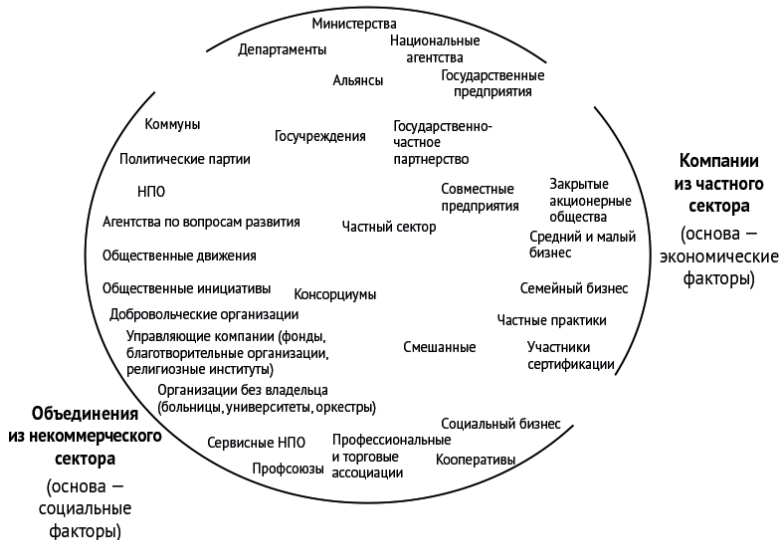 Министерства
Департаменты
Национальные
агентства
Альянсы
Государственные
предприятия
Коммуны
Госучреждения
Государственно-
частное
партнерство
Политические партии
НПО
Совместные
предприятия
Закрытые
акционерные
общества
Компании
из частного
сектора
(основа —
экономические
факторы)
Агентства по вопросам развития
Частный сектор
Средний и малый
бизнес
Общественные движения
Общественные инициативы
Консорциумы
Семейный бизнес
Добровольческие организации
Частные практики
Управляющие компании (фонды,
благотворительные организации,
религиозные институты)
Смешанные
Участники
сертификации
Организации без владельца
(больницы, университеты, оркестры)
Объединения
из некоммерческого
сектора
(основа —
социальные
факторы)
Социальный бизнес
Сервисные НПО
Профессиональные
и торговые
ассоциации
Профсоюзы
Кооперативы